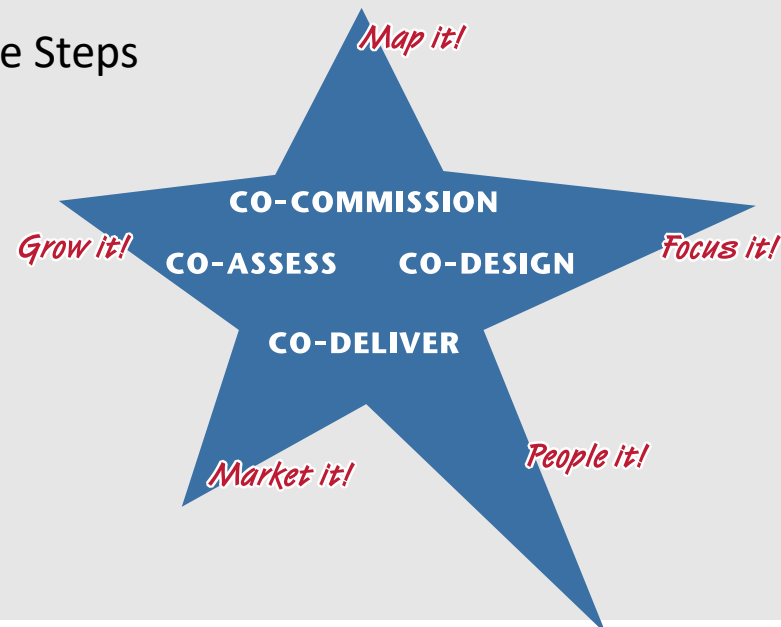 e Steps
Map it!
CO-COMMISSION
Grow it!
Focus it!
CO-ASSESS CO-DESIGN
CO-DELIVER
People it!
Market it!